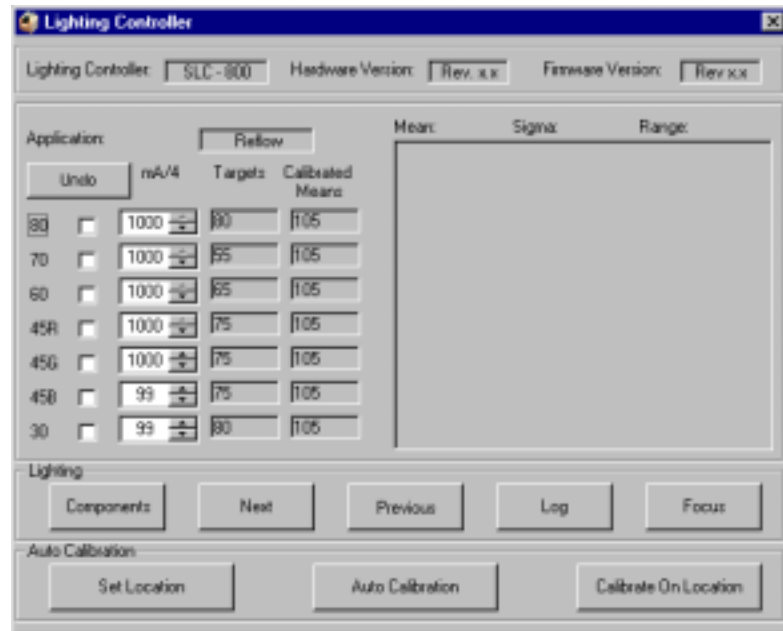 Lighting Controller
Lighting Controller: SLC - 800 Hardware Version: Rev. x.x Firmware Version: Rev x.x
Application: Reflow Mean: Sigma: Range:
Undo mA/4 Targets Calibrated Means
80 1000 80 105
70 1000 55 105
60 1000 65 105
45R 1000 75 105
45G 1000 75 105
45B 99 75 105
30 99 80 105
Lighting
Components Next Previous Log Focus
Auto Calibration
Set Location Auto Calibration Calibrate On Location